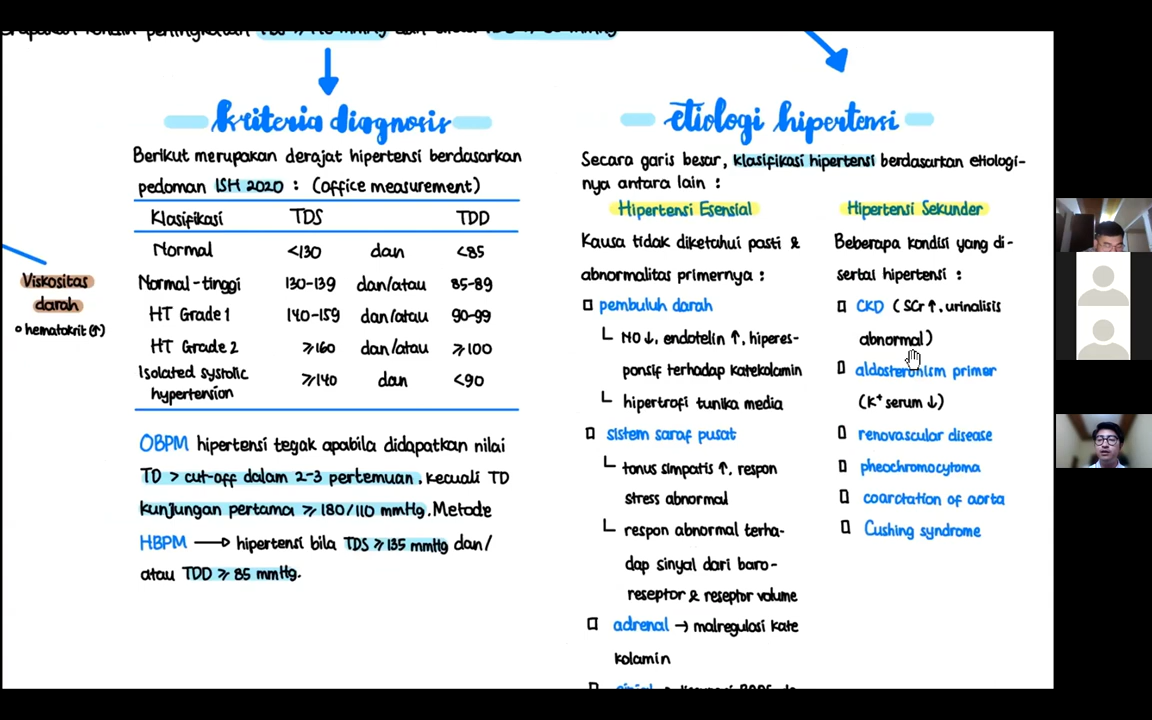 kriteria diagnosis
Berikut merupakan derajat hipertensi berdasarkan
pedoman ISH 2020 : (office measurement)
Klasifikasi TDS TDD
Normal <130 dan <85
Normal-tinggi 130-139 dan/atau 85-89
HT Grade 1 140-159 dan/atau 90-99
HT Grade 2 ⩾160 dan/atau ⩾100
Isolated systolic
hypertension ⩾140 dan <90
OBPM hipertensi tegak apabila didapatkan nilai
TD > cut-off dalam 2-3 pertemuan, kecuali TD
kunjungan pertama ⩾ 180/110 mmHg. Metode
HBPM → hipertensi bila TDS ⩾ 135 mmHg dan/
atau TDD ⩾ 85 mmHg.
Viskositas
darah
hematokrit (↑)
etiologi hipertensi
Secara garis besar, klasifikasi hipertensi berdasarkan etiologi-
nya antara lain :
Hipertensi Esensial
Kausa tidak diketahui pasti &
abnormalitas primernya :
pembuluh darah
NO ↓, endotelin ↑, hiperes-
ponsif terhadap katekolamin
hipertrofi tunika media
sistem saraf pusat
tonus simpatis ↑, respon
stress abnormal
respon abnormal terha-
dap sinyal dari baro-
reseptor & reseptor volume
adrenal → malregulasi kate
kolamin
Hipertensi Sekunder
Beberapa kondisi yang di-
sertai hipertensi :
CKD (SCr ↑, urinalisis
abnormal)
aldosteronism primer
(K+ serum ↓)
renovascular disease
pheochromocytoma
coarctation of aorta
Cushing syndrome